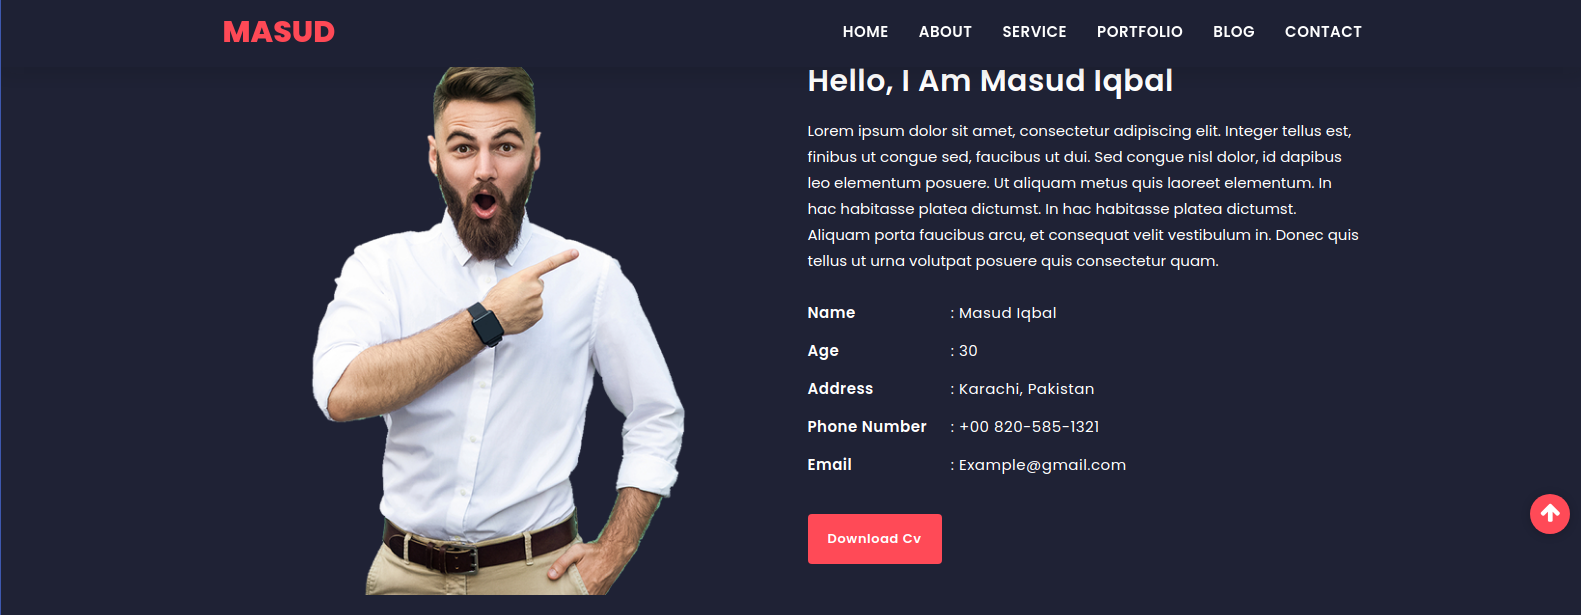 MASUD
HOME ABOUT SERVICE PORTFOLIO BLOG CONTACT
Hello, I Am Masud Iqbal
Lorem ipsum dolor sit amet, consectetur adipiscing elit. Integer tellus est,
finibus ut congue sed, faucibus ut dui. Sed congue nisl dolor, id dapibus
leo elementum posuere. Ut aliquam metus quis laoreet elementum. In
hac habitasse platea dictumst. In hac habitasse platea dictumst.
Aliquam porta faucibus arcu, et consequat velit vestibulum in. Donec quis
tellus ut urna volutpat posuere quis consectetur quam.
Name : Masud Iqbal
Age : 30
Address : Karachi, Pakistan
Phone Number : +00 820-585-1321
Email : Example@gmail.com
Download Cv